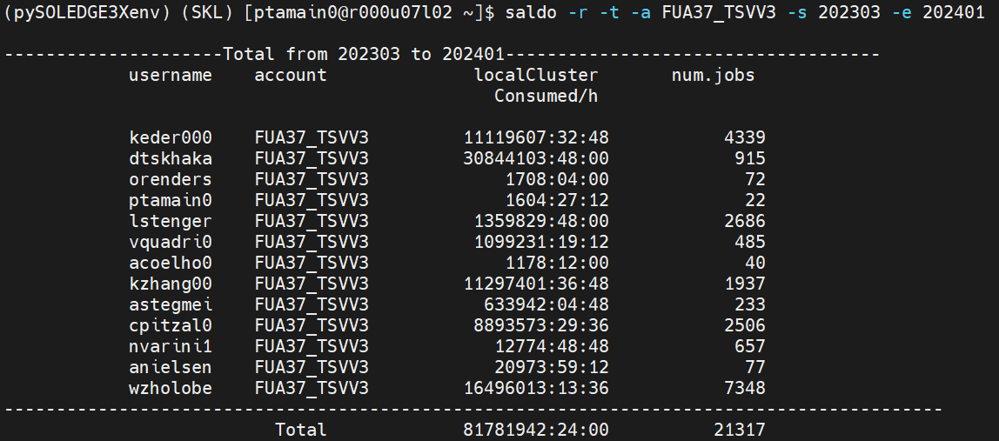 (pySOLEDGE3Xenv) (SKL) [ptamain0@r000u07l02 ~]$ saldo -r -t -a FUA37_TSVV3 -s 202303 -e 202401
---------------------Total from 202303 to 202401------------------------------------
username account localCluster num.jobs
Consumed/h
keder000 FUA37_TSVV3 11119607:32:48 4339
dtskhaka FUA37_TSVV3 30844103:48:00 915
orenders FUA37_TSVV3 1708:04:00 72
ptamain0 FUA37_TSVV3 1604:27:12 22
lstenger FUA37_TSVV3 1359829:48:00 2686
vquadri0 FUA37_TSVV3 1099231:19:12 485
acoelho0 FUA37_TSVV3 1178:12:00 40
kzhang00 FUA37_TSVV3 11297401:36:48 1937
astegmei FUA37_TSVV3 633942:04:48 233
cpitzal0 FUA37_TSVV3 8893573:29:36 2506
nvarini1 FUA37_TSVV3 12774:48:48 657
anielsen FUA37_TSVV3 20973:59:12 77
wzholobe FUA37_TSVV3 16496013:13:36 7348
------------------------------------------------------------------------------------------
Total 81781942:24:00 21317